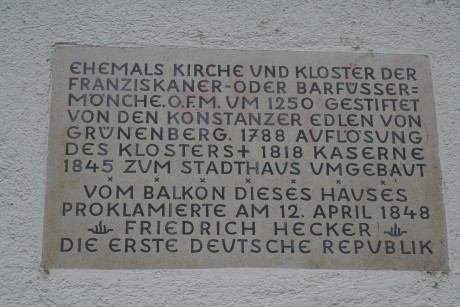 EHEMALS KIRCHE UND KLOSTER DER
FRANZISKANER-ODER BARFÜSSER=
MÖNCHE.O.F.M. UM 1250 GESTIFTET
VON DEN KONSTANZER EDLEN VON
GRÜNENBERG. 1788 AUFLÖSUNG
DES KLOSTERS+ 1818 KASERNE
1845 ZUM STADTHAUS UMGEBAUT
VOM BALKON DIESES HAUSES
PROKLAMIERTE AM 12. APRIL 1848
FRIEDRICH HECKER
DIE ERSTE DEUTSCHE REPUBLIK